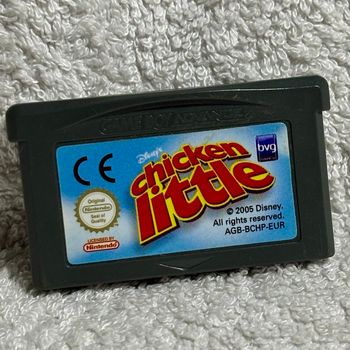 GAME BOY ADVANCE
Disney's
chicken
little
CE
bvg
Original
Nintendo
Seal of
Quality
LICENSED BY
Nintendo
© 2005 Disney.
All rights reserved.
AGB-BCHP-EUR